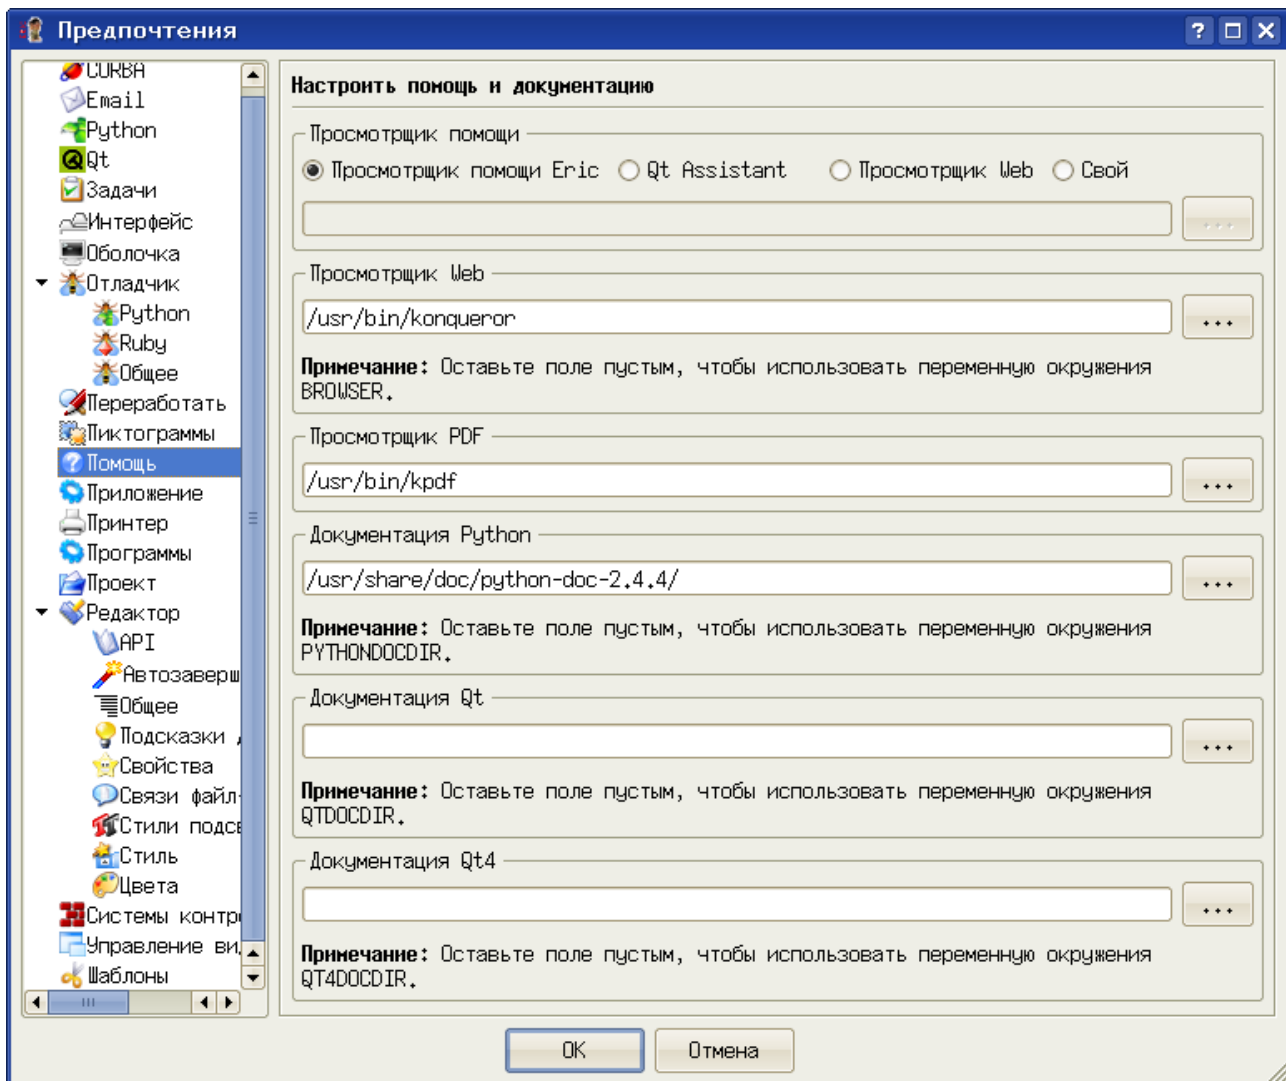 Предпочтения
CORBA
Email
Python
Qt
Задачи
Интерфейс
Оболочка
Отладчик
Python
Ruby
Общее
Переработать
Пиктограммы
Помощь
Приложение
Принтер
Программы
Проект
Редактор
API
Автозаверш
Общее
Подсказки
Свойства
Связи файл-
Стили подсв
Стиль
Цвета
Системы контр
Управление ви
Шаблоны
Настроить помощь и документацию
Просмотрщик помощи
Просмотрщик помощи Eric Qt Assistant Просмотрщик Web Свой
...
Просмотрщик Web
/usr/bin/konqueror ...
Примечание: Оставьте поле пустым, чтобы использовать переменную окружения
BROWSER.
Просмотрщик PDF
/usr/bin/kpdf ...
Документация Python
/usr/share/doc/python-doc-2.4.4/ ...
Примечание: Оставьте поле пустым, чтобы использовать переменную окружения
PYTHONDOCDIR.
Документация Qt
...
Примечание: Оставьте поле пустым, чтобы использовать переменную окружения
QTDOCDIR.
Документация Qt4
...
Примечание: Оставьте поле пустым, чтобы использовать переменную окружения
QT4DOCDIR.
OK Отмена